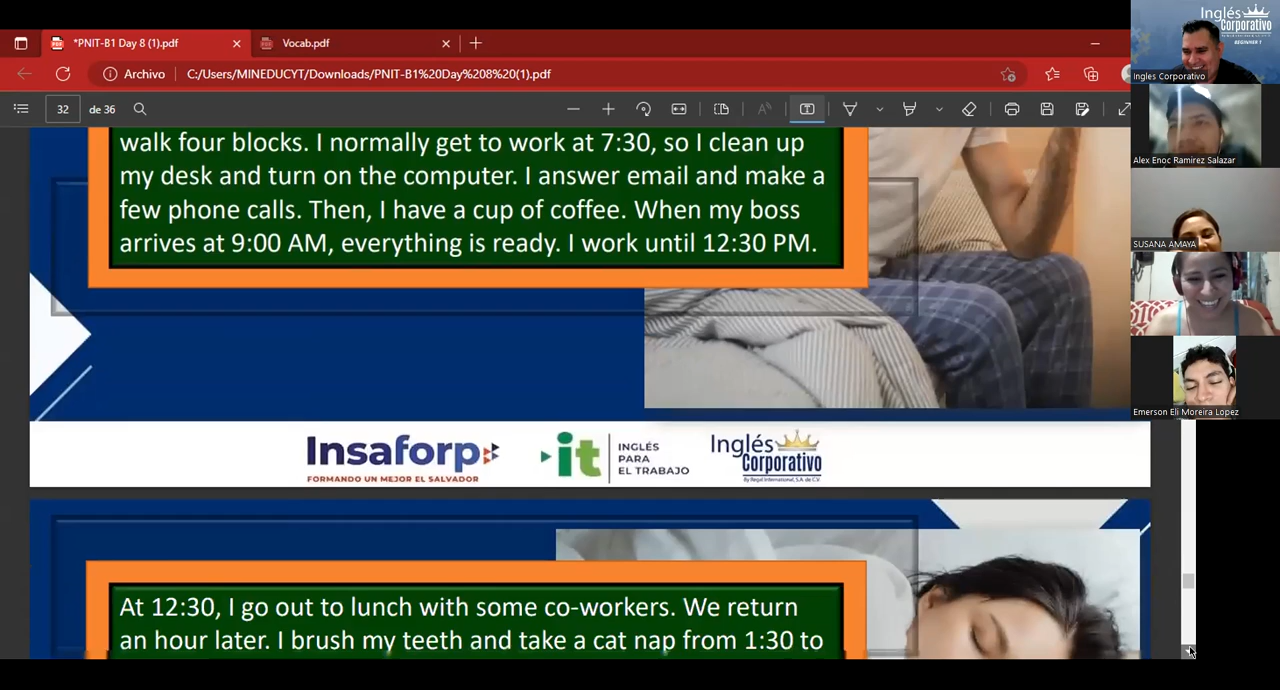 *PNIT-B1 Day 8 (1).pdf
Vocab.pdf
Archivo
C:/Users/MINEDUCYT/Downloads/PNIT-B1%20Day%208%20(1).pdf
32
de 36
walk four blocks. I normally get to work at 7:30, so I clean up
my desk and turn on the computer. I answer email and make a
few phone calls. Then, I have a cup of coffee. When my boss
arrives at 9:00 AM, everything is ready. I work until 12:30 PM.
Insaforp
FORMANDO UN MEJOR EL SALVADOR
it
INGLÉS
PARA
EL TRABAJO
Inglés
Corporativo
By Regal International, S.A. de C.V.
At 12:30, I go out to lunch with some co-workers. We return
an hour later. I brush my teeth and take a cat nap from 1:30 to
Inglés
Corporativo
BEGINNER 1
Ingles Corporativo
Alex Enoc Ramirez Salazar
SUSANA AMAYA
Emerson Eli Moreira Lopez